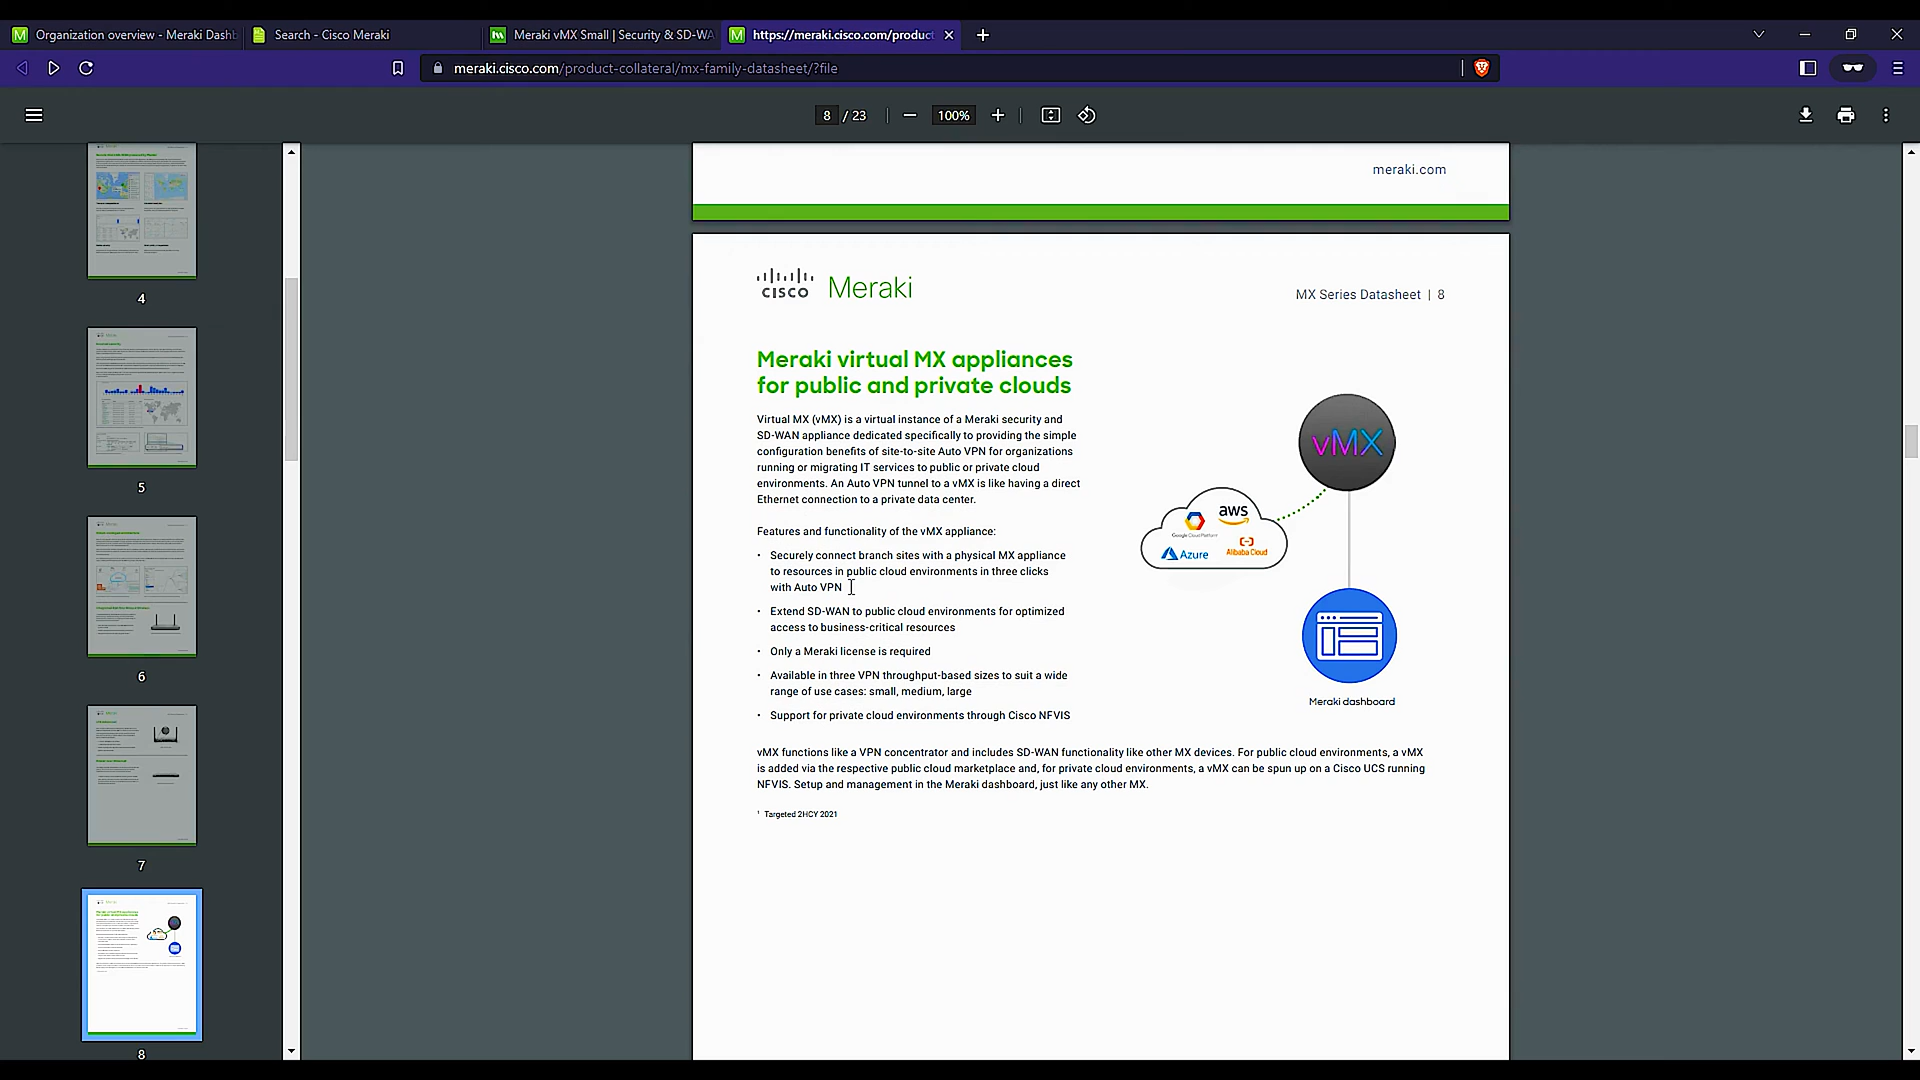 Organization overview - Meraki Dashb
Search - Cisco Meraki
Meraki vMX Small | Security & SD-WA
https://meraki.cisco.com/product
meraki.cisco.com/product-collateral/mx-family-datasheet/?file
8 / 23
100%
4
5
6
7
8
meraki.com
CISCO Meraki
MX Series Datasheet | 8
Meraki virtual MX appliances
for public and private clouds
Virtual MX (vMX) is a virtual instance of a Meraki security and
SD-WAN appliance dedicated specifically to providing the simple
configuration benefits of site-to-site Auto VPN for organizations
running or migrating IT services to public or private cloud
environments. An Auto VPN tunnel to a vMX is like having a direct
Ethernet connection to a private data center.
Features and functionality of the vMX appliance:
• Securely connect branch sites with a physical MX appliance
to resources in public cloud environments in three clicks
with Auto VPN
• Extend SD-WAN to public cloud environments for optimized
access to business-critical resources
• Only a Meraki license is required
• Available in three VPN throughput-based sizes to suit a wide
range of use cases: small, medium, large
• Support for private cloud environments through Cisco NFVIS
vMX
aws
Google Cloud Platform
Azure
Alibaba Cloud
Meraki dashboard
vMX functions like a VPN concentrator and includes SD-WAN functionality like other MX devices. For public cloud environments, a vMX
is added via the respective public cloud marketplace and, for private cloud environments, a vMX can be spun up on a Cisco UCS running
NFVIS. Setup and management in the Meraki dashboard, just like any other MX.
¹ Targeted 2HCY 2021